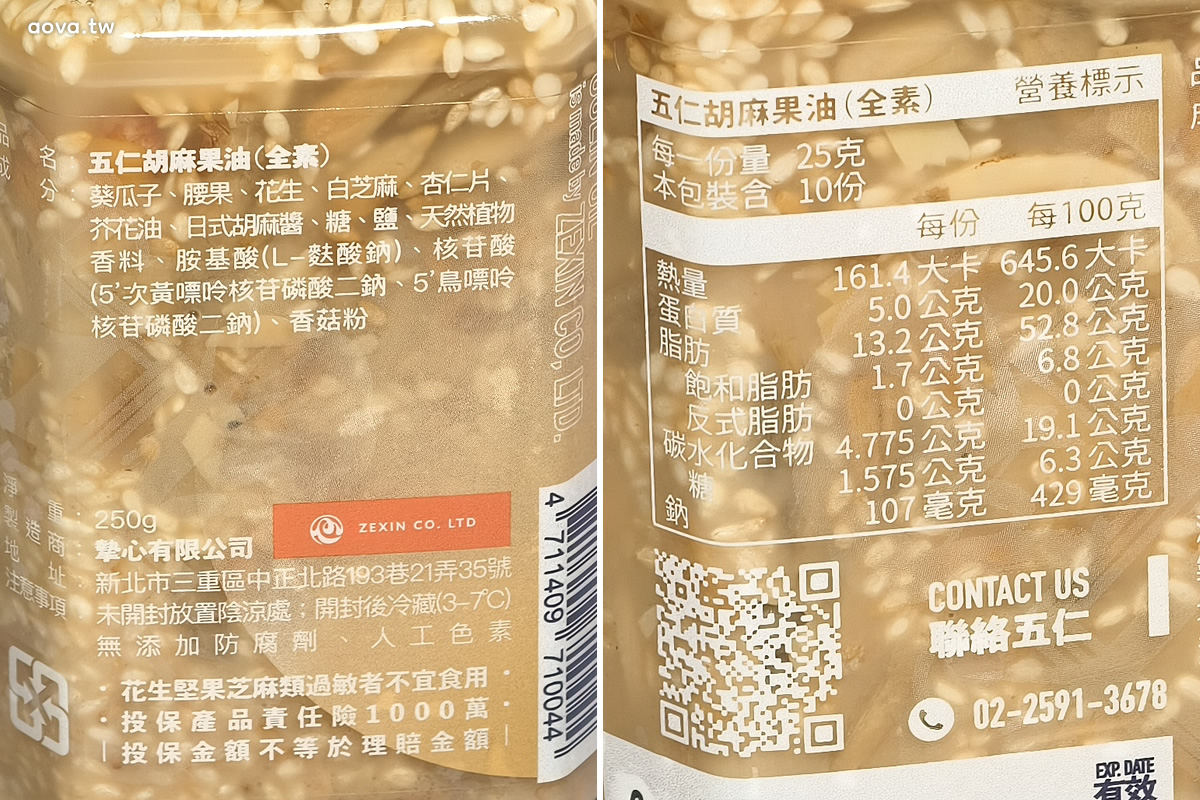 aova.tw
品名：五仁胡麻果油(全素)
成分：葵瓜子、腰果、花生、白芝麻、杏仁片、
芥花油、日式胡麻醬、糖、鹽、天然植物
香料、胺基酸(L-麩酸鈉)、核苷酸
(5'次黃嘌呤核苷磷酸二鈉、5'鳥嘌呤
核苷磷酸二鈉)、香菇粉
is made by ZEXIN CO., LTD.
淨重：250g
ZEXIN CO. LTD
製造商：摯心有限公司
地址：新北市三重區中正北路193巷21弄35號
注意事項：未開封放置陰涼處；開封後冷藏(3-7℃)
無添加防腐劑、人工色素
·花生堅果芝麻類過敏者不宜食用·
·投保產品責任險1000萬·
｜投保金額不等於理賠金額｜
4 711409 710044
五仁胡麻果油(全素) 營養標示
每一份量 25克
本包裝含 10份
每份 每100克
熱量 161.4 大卡 645.6 大卡
蛋白質 5.0 公克 20.0 公克
脂肪 13.2 公克 52.8 公克
飽和脂肪 1.7 公克 6.8 公克
反式脂肪 0 公克 0 公克
碳水化合物 4.775 公克 19.1 公克
糖 1.575 公克 6.3 公克
鈉 107 毫克 429 毫克
CONTACT US
聯絡五仁
02-2591-3678
EXP. DATE
有效